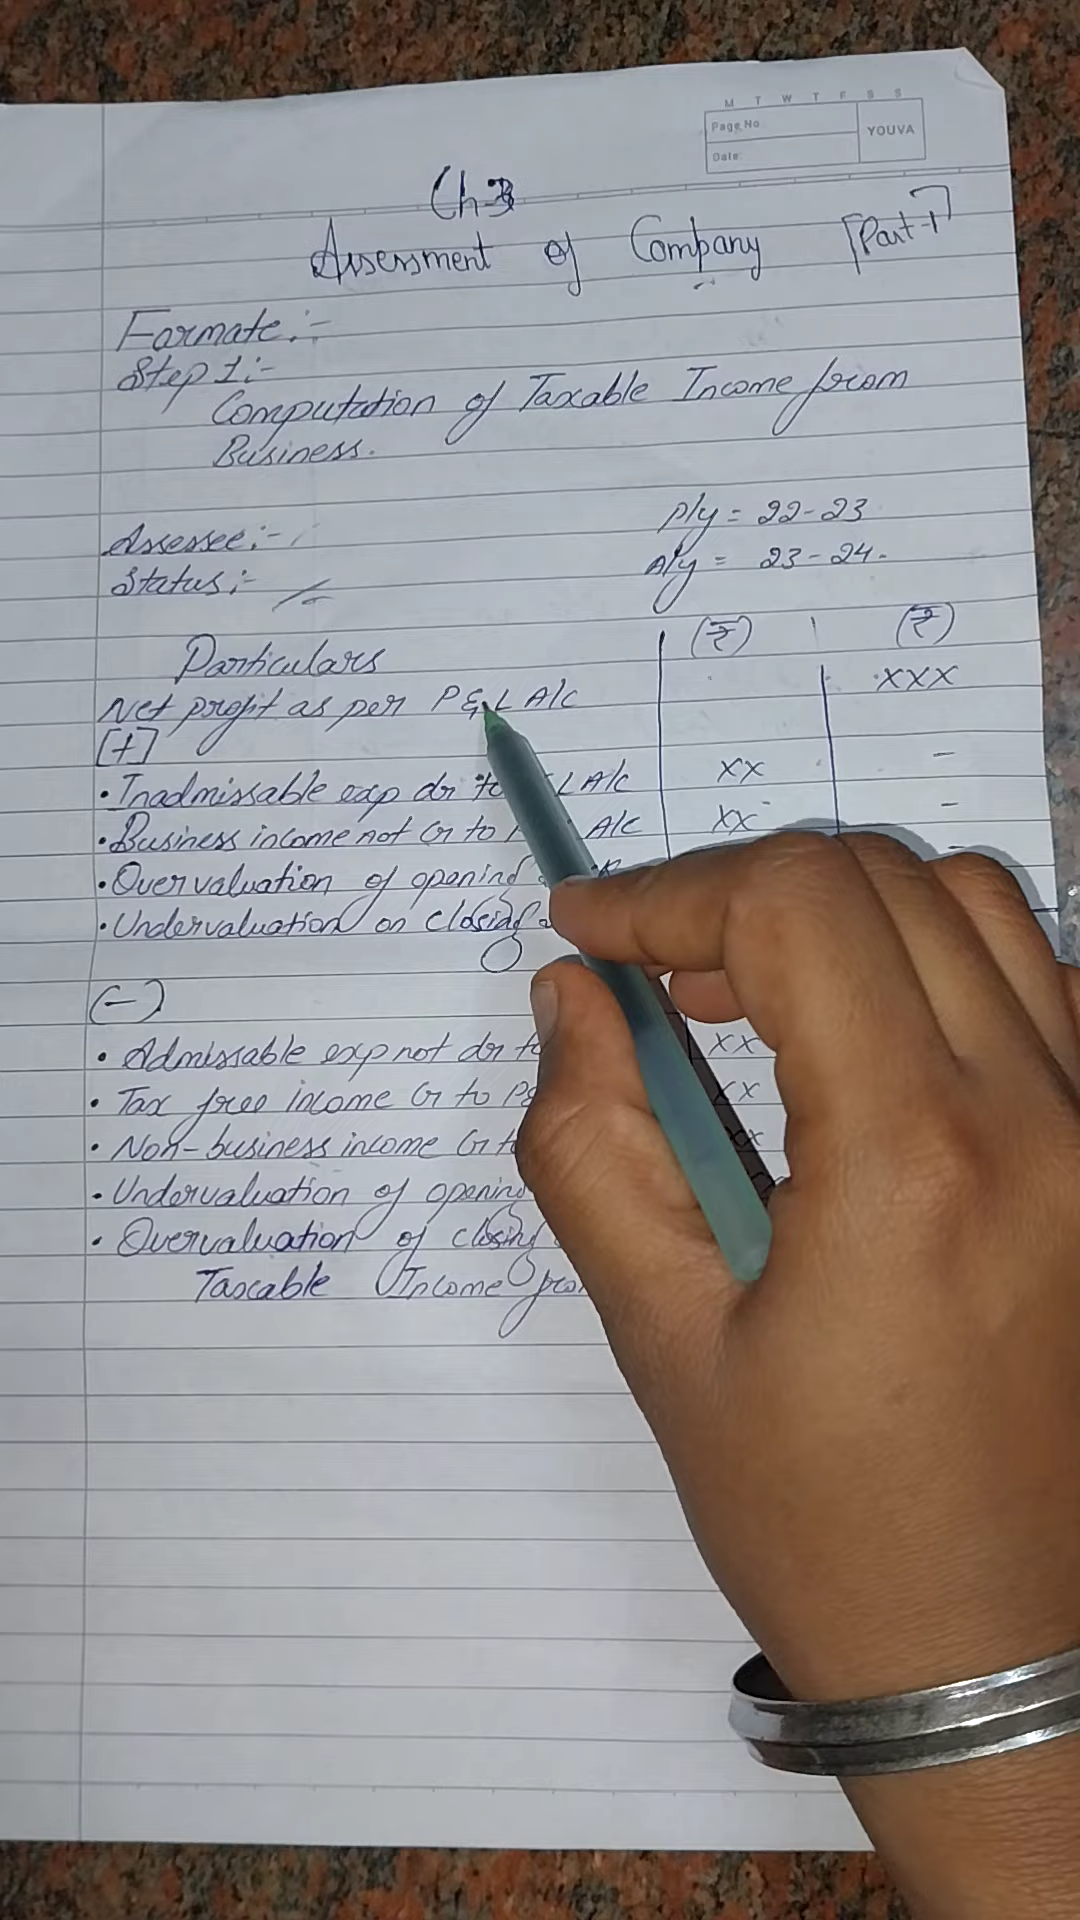 M T W T F S S
Page No
YOUVA
Date:
Ch-3
Assessment of Company [Part-1]
Formate:-
Step 1:-
Computation of Taxable Income from
Business.
P/y = 22-23
Assessee:-
A/y = 23-24.
Status:-
Particulars (₹) (₹)
Net profit as per P & L A/c xxx
[+]
• Inadmissable exp dr to L A/c xx -
• Business income not Cr to A/c xx -
• Overvaluation of opening
• Undervaluation on closing
(-)
• Admissable exp not dr to xx
• Tax free income Cr to P& xx
• Non-business income Cr to xx
• Undervaluation of opening
• Overvaluation of closing
Taxable Income